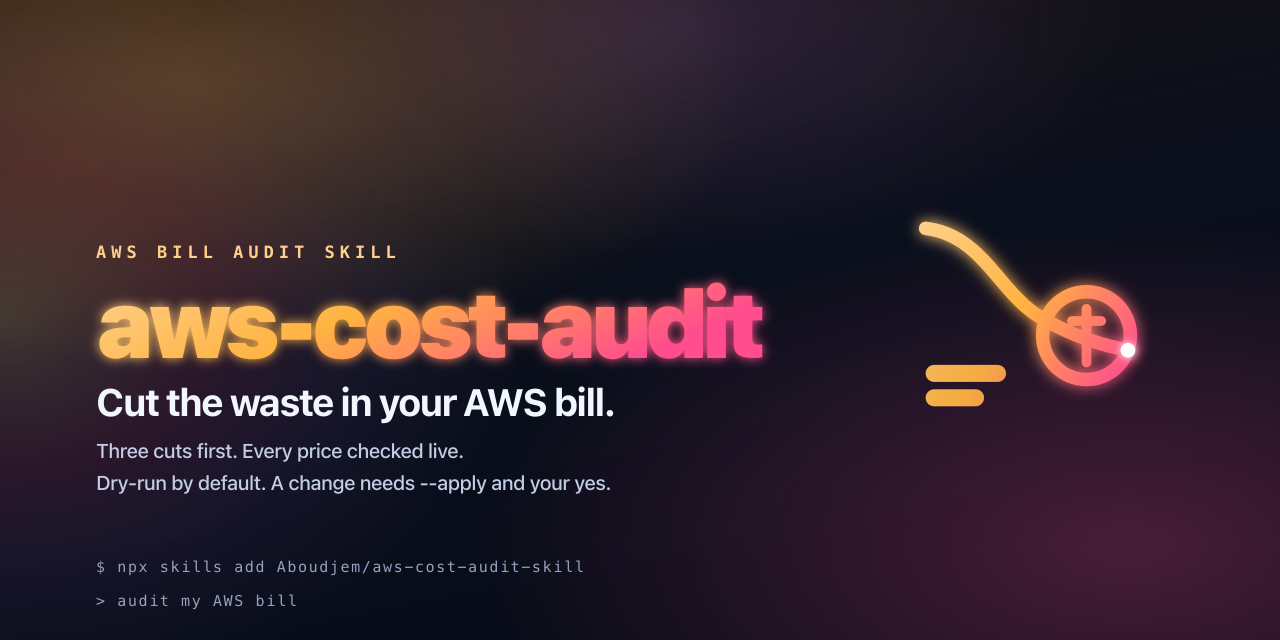 AWS BILL AUDIT SKILL
aws-cost-audit
Cut the waste in your AWS bill.
Three cuts first. Every price checked live.
Dry-run by default. A change needs --apply and your yes.
$ npx skills add Aboudjem/aws-cost-audit-skill
> audit my AWS bill